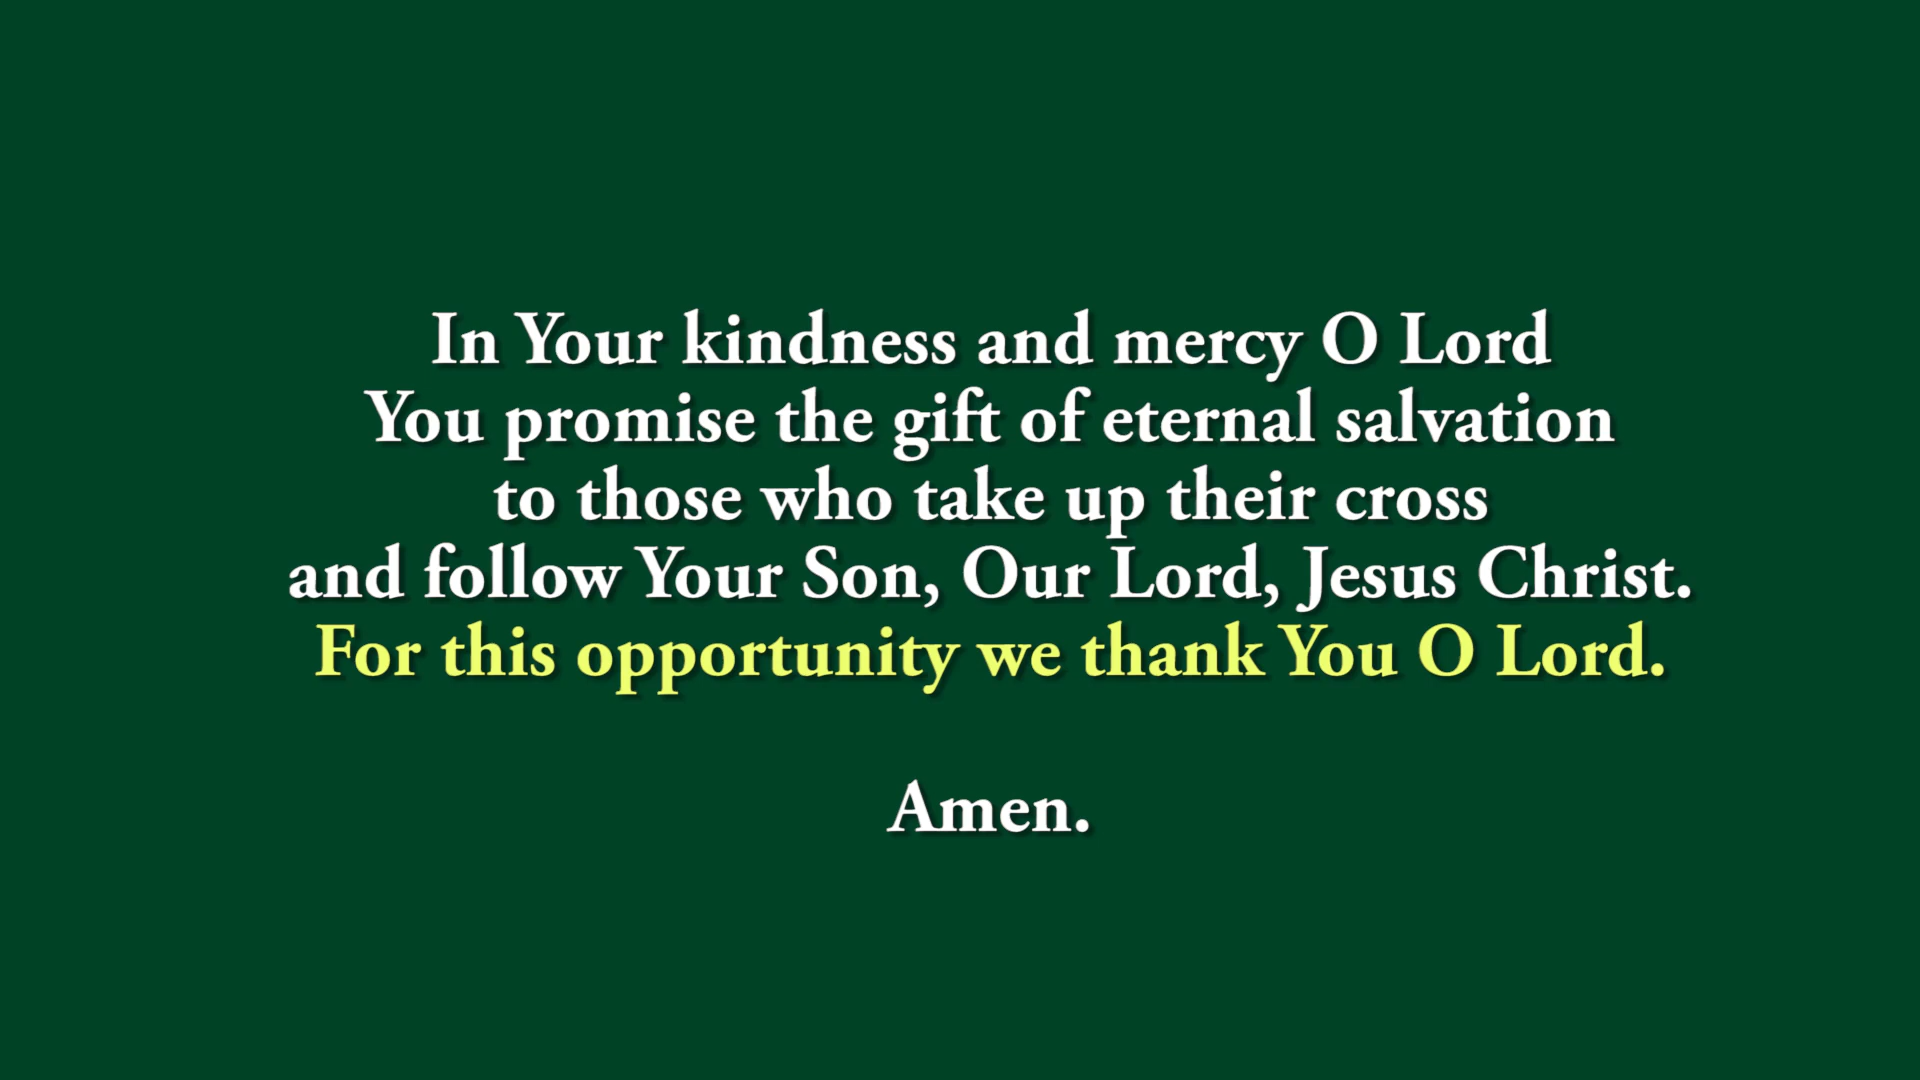 In Your kindness and mercy O Lord
You promise the gift of eternal salvation
to those who take up their cross
and follow Your Son, Our Lord, Jesus Christ.
For this opportunity we thank You O Lord.
Amen.